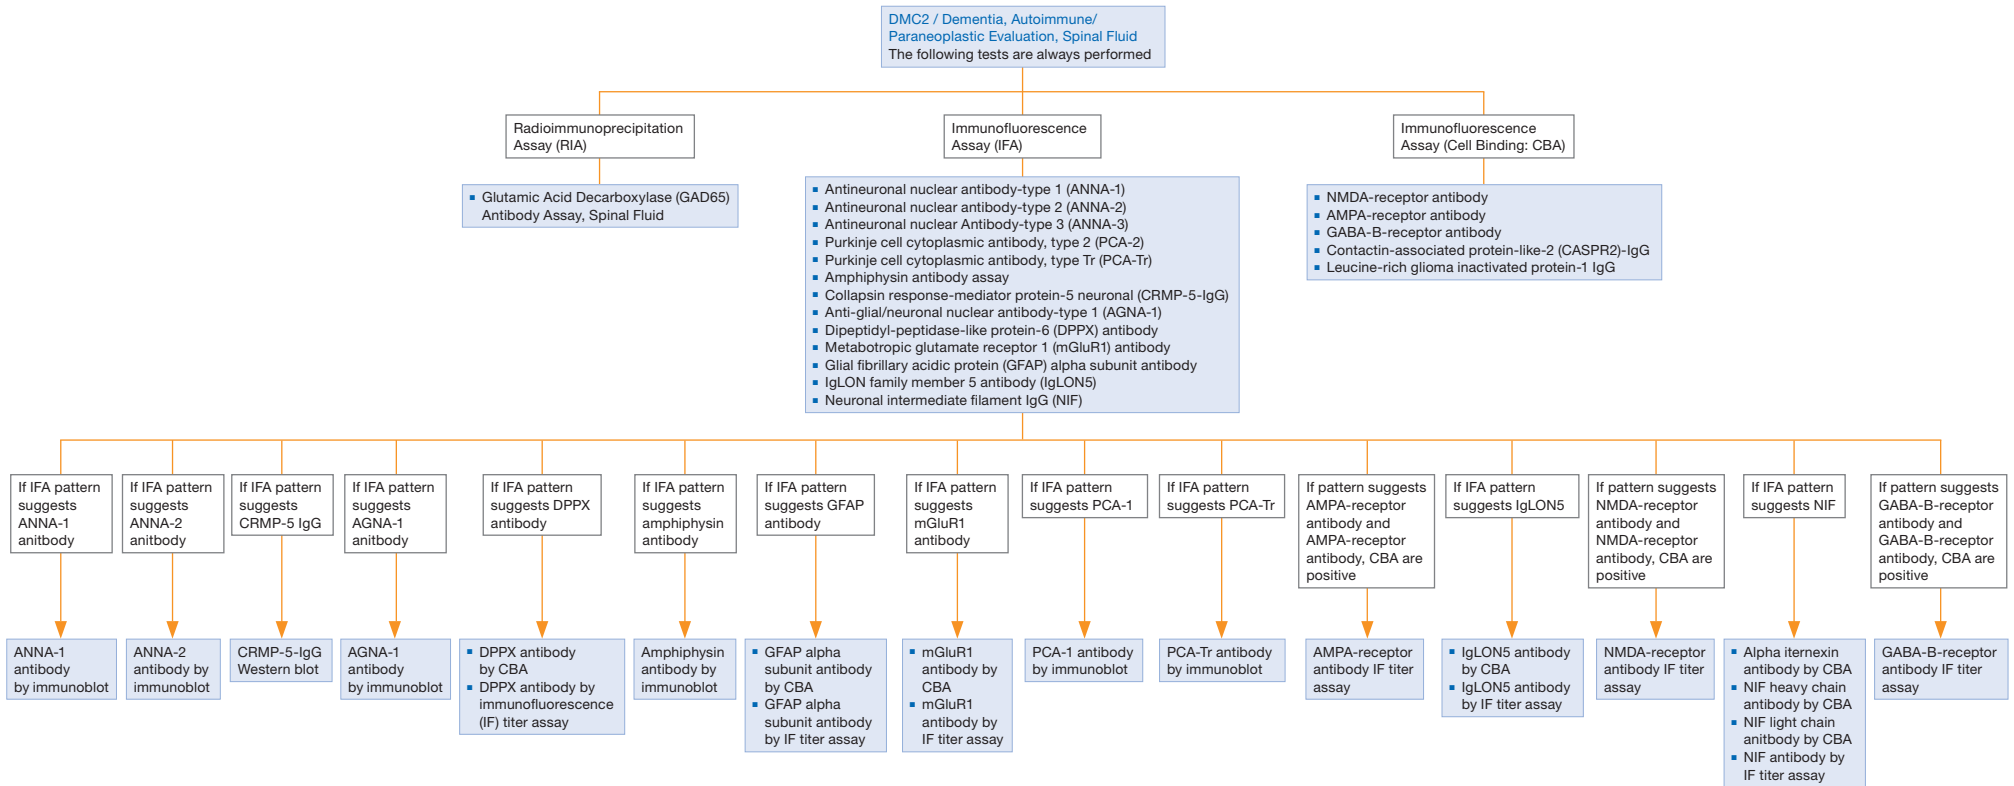 DMC2 / Dementia, Autoimmune/
Paraneoplastic Evaluation, Spinal Fluid
The following tests are always performed
Radioimmunoprecipitation
Assay (RIA)
Immunofluorescence
Assay (IFA)
Immunofluorescence
Assay (Cell Binding: CBA)
▪ Glutamic Acid Decarboxylase (GAD65)
Antibody Assay, Spinal Fluid
▪ Antineuronal nuclear antibody-type 1 (ANNA-1)
▪ Antineuronal nuclear antibody-type 2 (ANNA-2)
▪ Antineuronal nuclear Antibody-type 3 (ANNA-3)
▪ Purkinje cell cytoplasmic antibody, type 2 (PCA-2)
▪ Purkinje cell cytoplasmic antibody, type Tr (PCA-Tr)
▪ Amphiphysin antibody assay
▪ Collapsin response-mediator protein-5 neuronal (CRMP-5-IgG)
▪ Anti-glial/neuronal nuclear antibody-type 1 (AGNA-1)
▪ Dipeptidyl-peptidase-like protein-6 (DPPX) antibody
▪ Metabotropic glutamate receptor 1 (mGluR1) antibody
▪ Glial fibrillary acidic protein (GFAP) alpha subunit antibody
▪ IgLON family member 5 antibody (IgLON5)
▪ Neuronal intermediate filament IgG (NIF)
▪ NMDA-receptor antibody
▪ AMPA-receptor antibody
▪ GABA-B-receptor antibody
▪ Contactin-associated protein-like-2 (CASPR2)-IgG
▪ Leucine-rich glioma inactivated protein-1 IgG
If IFA pattern
suggests
ANNA-1
anitbody
If IFA pattern
suggests
ANNA-2
anitbody
If IFA pattern
suggests
CRMP-5 IgG
If IFA pattern
suggests
AGNA-1
anitbody
If IFA pattern
suggests DPPX
antibody
If IFA pattern
suggests
amphiphysin
antibody
If IFA pattern
suggests GFAP
antibody
If IFA pattern
suggests
mGluR1
antibody
If IFA pattern
suggests PCA-1
If IFA pattern
suggests PCA-Tr
If pattern suggests
AMPA-receptor
antibody and
AMPA-receptor
antibody, CBA are
positive
If IFA pattern
suggests IgLON5
If pattern suggests
NMDA-receptor
antibody and
NMDA-receptor
antibody, CBA are
positive
If IFA pattern
suggests NIF
If pattern suggests
GABA-B-receptor
antibody and
GABA-B-receptor
antibody, CBA are
positive
ANNA-1
antibody
by immunoblot
ANNA-2
antibody by
immunoblot
CRMP-5-IgG
Western blot
AGNA-1
antibody
by immunoblot
▪ DPPX antibody
by CBA
▪ DPPX antibody by
immunofluorescence
(IF) titer assay
Amphiphysin
antibody by
immunoblot
▪ GFAP alpha
subunit antibody
by CBA
▪ GFAP alpha
subunit antibody
by IF titer assay
▪ mGluR1
antibody by
CBA
▪ mGluR1
antibody by
IF titer assay
PCA-1 antibody
by immunoblot
PCA-Tr antibody
by immunoblot
AMPA-receptor
antibody IF titer
assay
▪ IgLON5 antibody
by CBA
▪ IgLON5 antibody
by IF titer assay
NMDA-receptor
antibody IF titer
assay
▪ Alpha iternexin
antibody by CBA
▪ NIF heavy chain
antibody by CBA
▪ NIF light chain
anitbody by CBA
▪ NIF antibody by
IF titer assay
GABA-B-receptor
antibody IF titer
assay